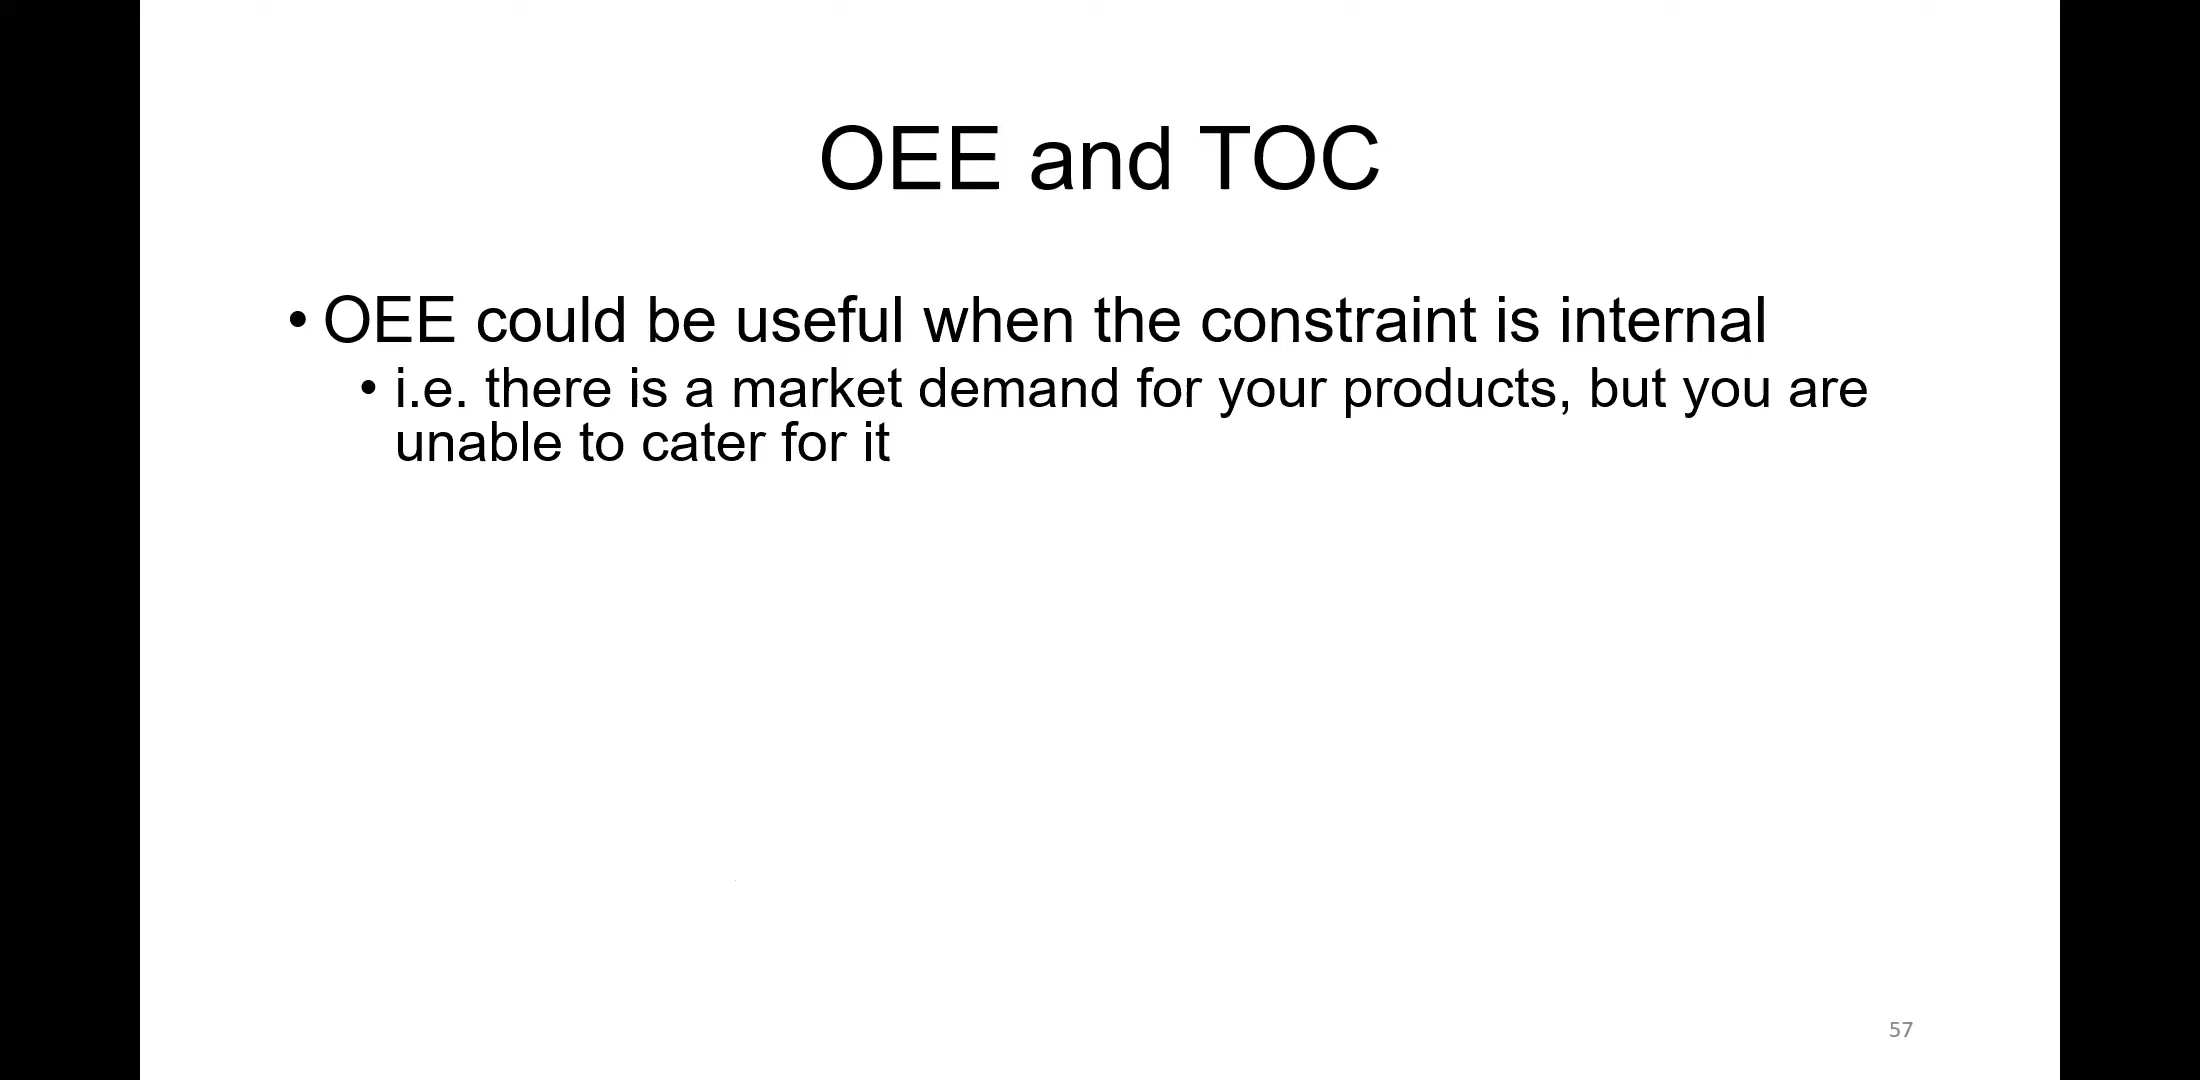 OEE and TOC
• OEE could be useful when the constraint is internal
• i.e. there is a market demand for your products, but you are
unable to cater for it
57